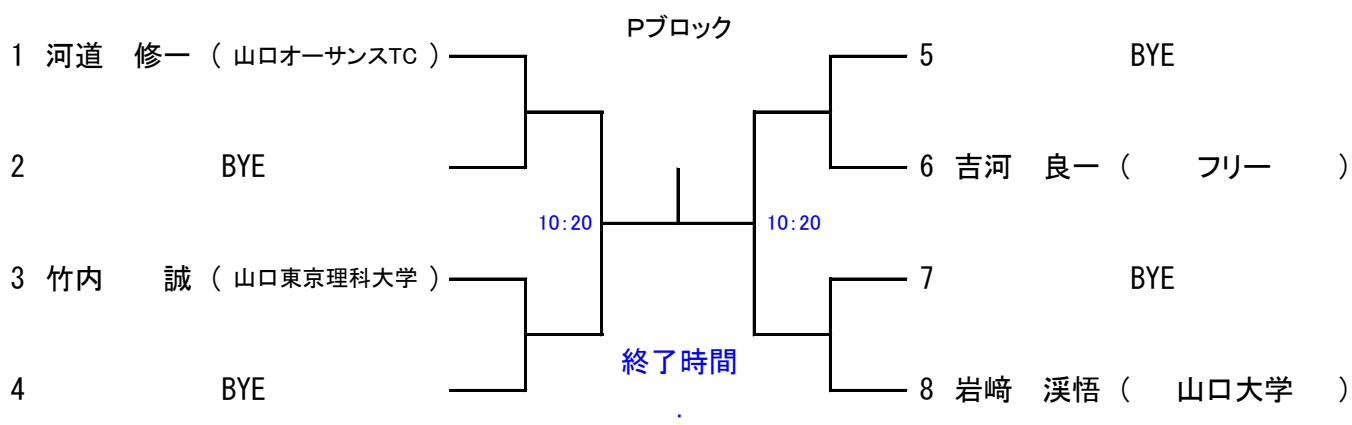 Pブロック
1 河道　修一 ( 山口オーサンスTC )
5 BYE
2 BYE
6 吉河　良一 ( フリー )
10:20
10:20
3 竹内　誠 ( 山口東京理科大学 )
7 BYE
終了時間
4 BYE
8 岩﨑　渓悟 ( 山口大学 )
.